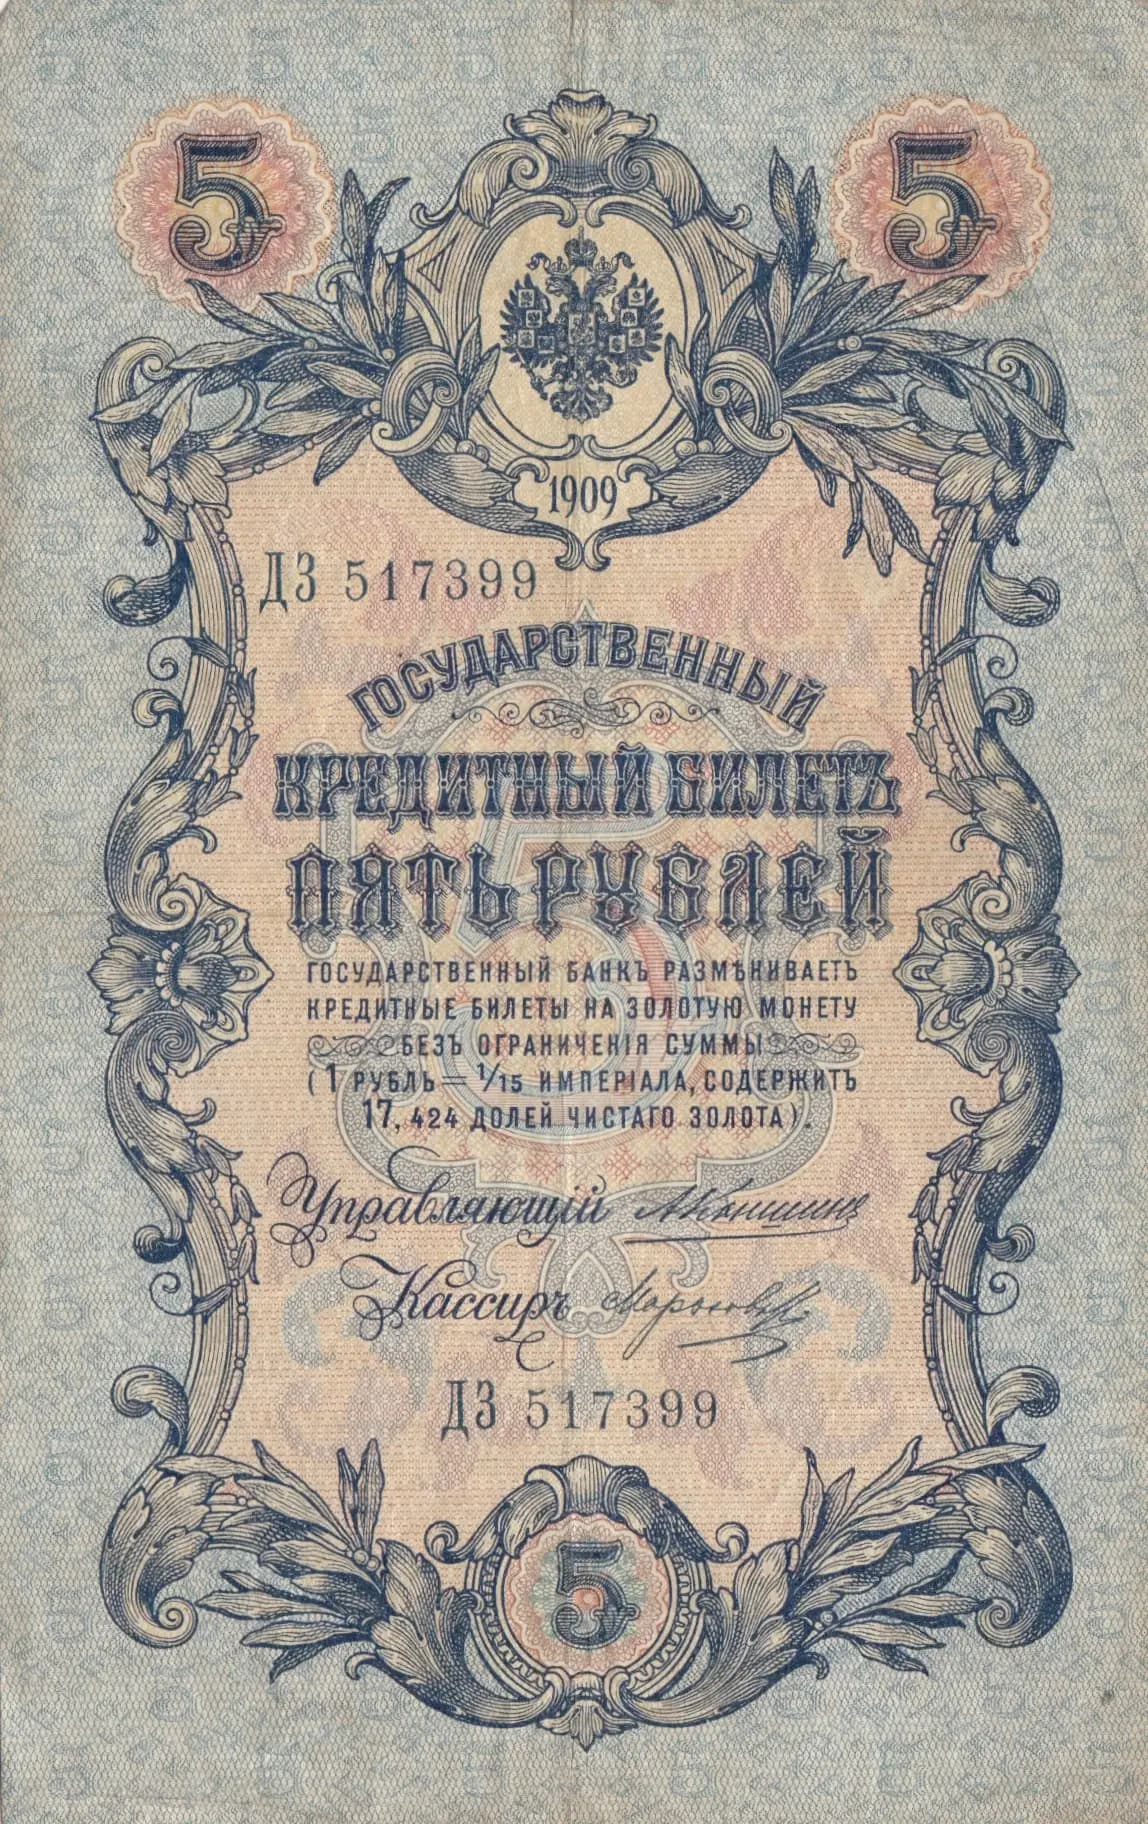 5 5
1909
ДЗ 517399
ГОСУДАРСТВЕННЫЙ
КРЕДИТНЫЙ БИЛЕТЪ
ПЯТЬ РУБЛЕЙ
5
ГОСУДАРСТВЕННЫЙ БАНКЪ РАЗМѢНИВАЕТЪ
КРЕДИТНЫЕ БИЛЕТЫ НА ЗОЛОТУЮ МОНЕТУ
БЕЗЪ ОГРАНИЧЕНІЯ СУММЫ
(1 РУБЛЬ = 1/15 ИМПЕРІАЛА, СОДЕРЖИТЪ
17, 424 ДОЛЕЙ ЧИСТАГО ЗОЛОТА).
Управляющій
Кассиръ
ДЗ 517399
5